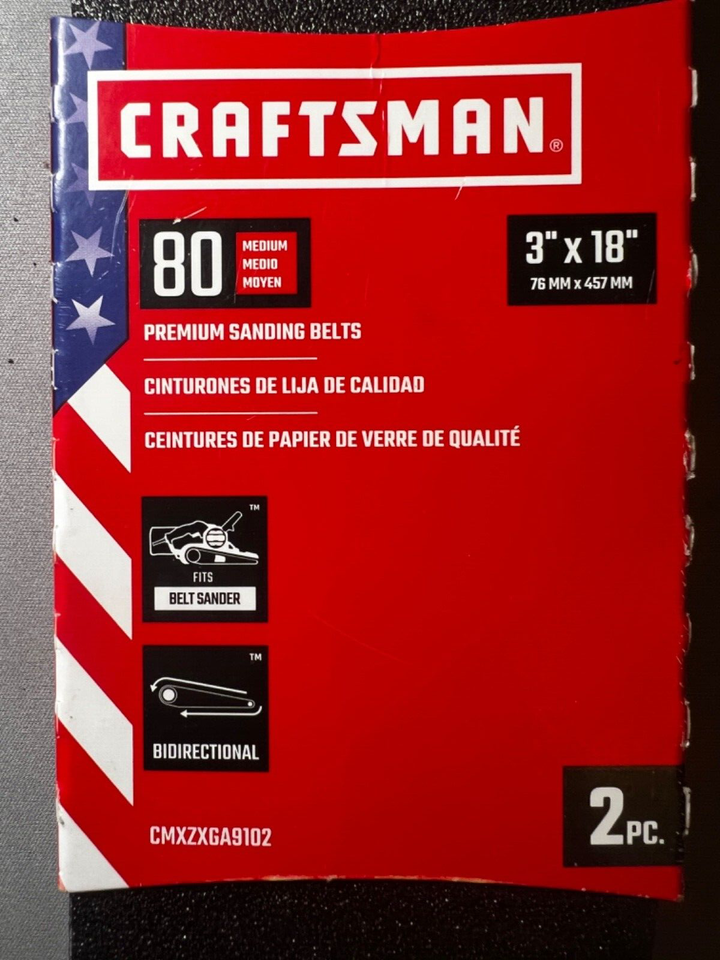 CRAFTSMAN®
80
MEDIUM
MEDIO
MOYEN
3" x 18"
76 MM x 457 MM
PREMIUM SANDING BELTS
CINTURONES DE LIJA DE CALIDAD
CEINTURES DE PAPIER DE VERRE DE QUALITÉ
TM
FITS
BELT SANDER
TM
BIDIRECTIONAL
CMXZXGA9102
2 PC.